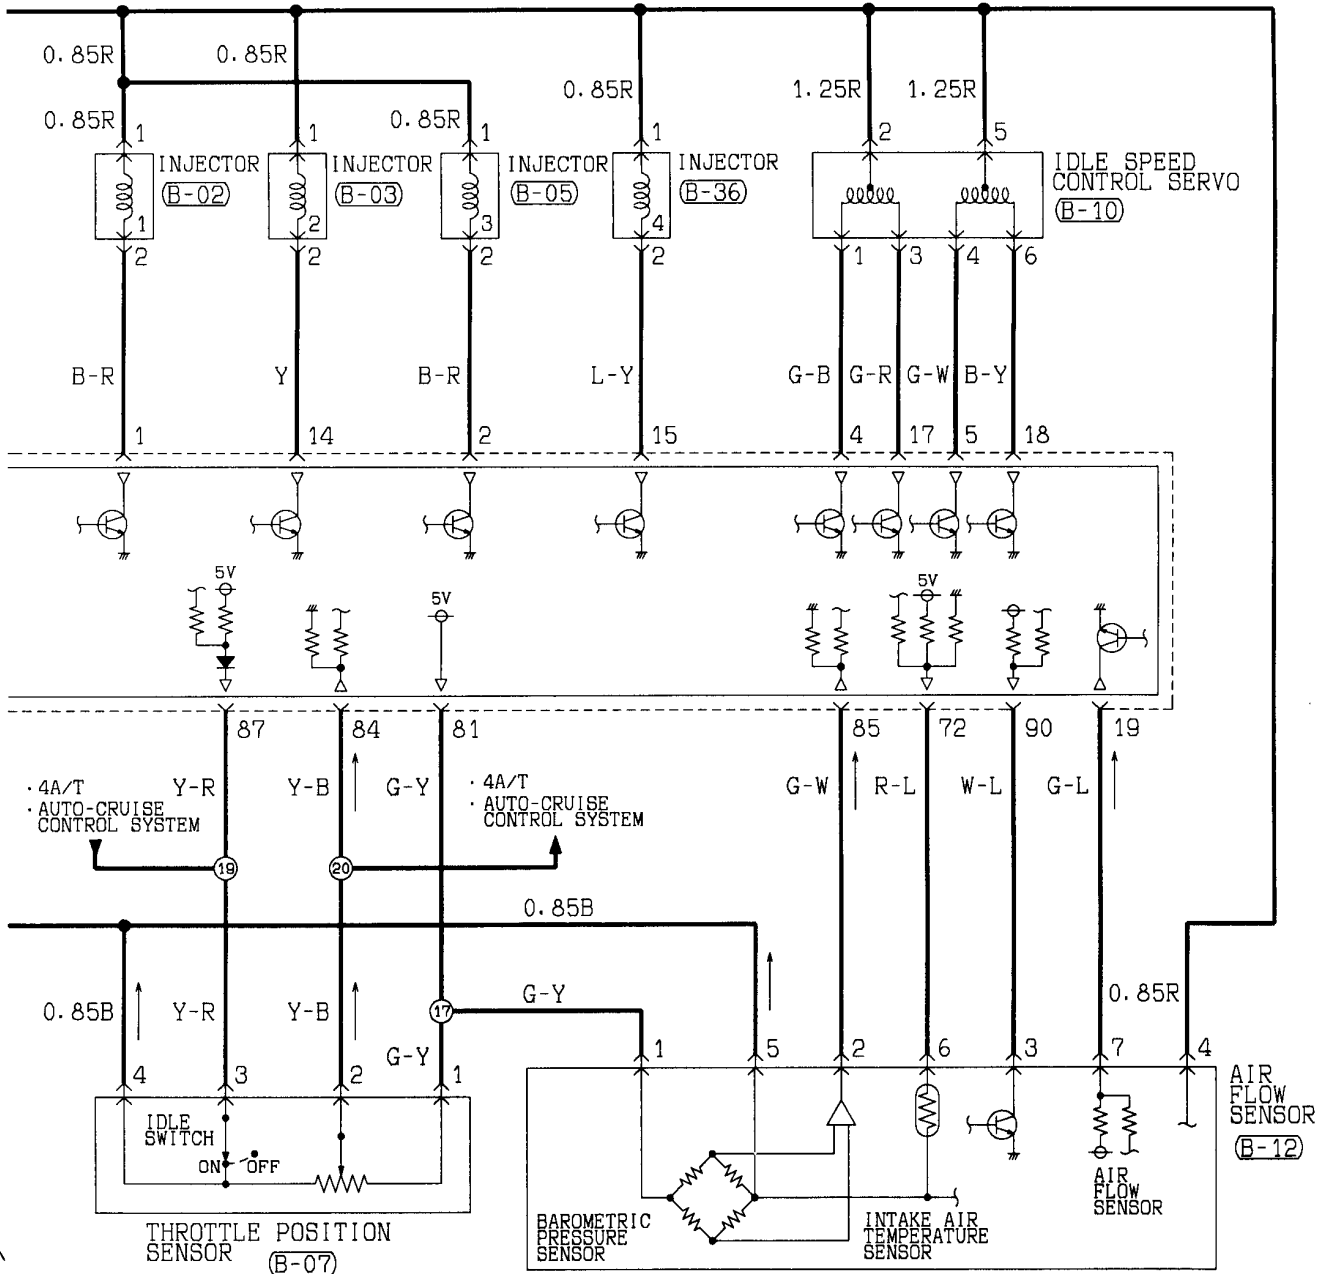 0.85R
0.85R
0.85R
1.25R
1.25R
0.85R
0.85R
1
1
1
1
2
5
INJECTOR
B-02
INJECTOR
B-03
INJECTOR
B-05
INJECTOR
B-36
IDLE SPEED
CONTROL SERVO
B-10
1
2
3
4
2
2
2
2
1
3
4
6
B-R
Y
B-R
L-Y
G-B
G-R
G-W
B-Y
1
14
2
15
4
17
5
18
5V
5V
5V
87
84
81
85
72
90
19
· 4A/T
· AUTO-CRUISE
CONTROL SYSTEM
Y-R
Y-B
G-Y
· 4A/T
· AUTO-CRUISE
CONTROL SYSTEM
G-W
R-L
W-L
G-L
19
20
0.85B
0.85B
Y-R
Y-B
17
G-Y
G-Y
0.85R
4
3
2
1
1
5
2
6
3
7
4
IDLE
SWITCH
ON
OFF
THROTTLE POSITION
SENSOR
B-07
BAROMETRIC
PRESSURE
SENSOR
INTAKE AIR
TEMPERATURE
SENSOR
AIR
FLOW
SENSOR
AIR
FLOW
SENSOR
B-12